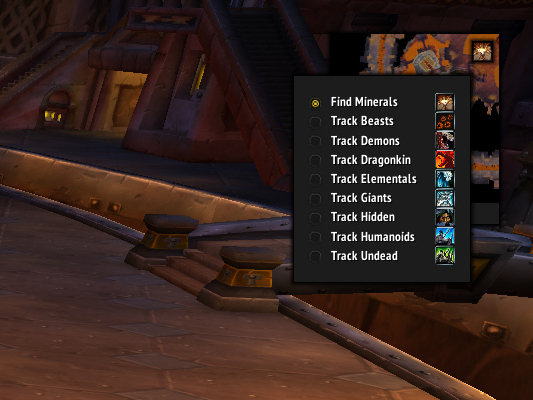 Find Minerals
Track Beasts
Track Demons
Track Dragonkin
Track Elementals
Track Giants
Track Hidden
Track Humanoids
Track Undead